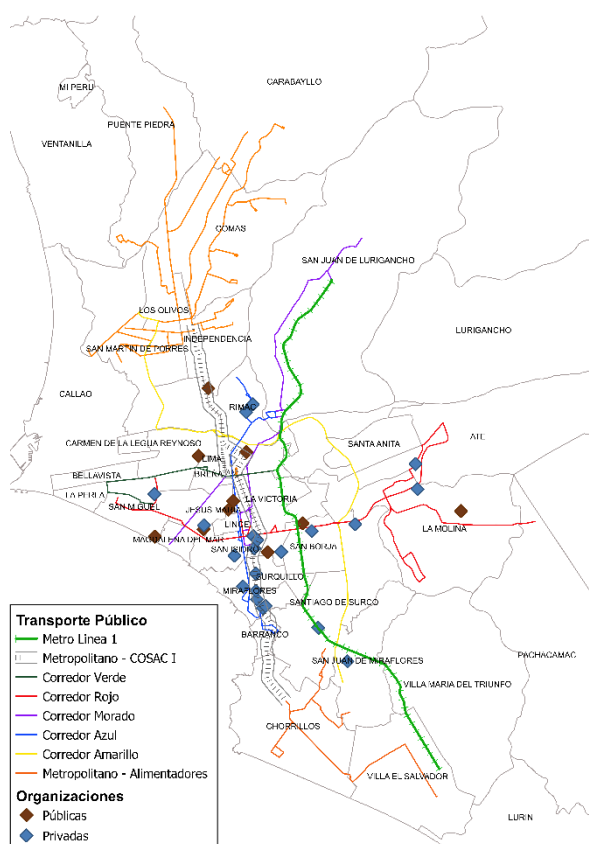 CARABAYLLO
MI PERU
PUENTE PIEDRA
VENTANILLA
COMAS
SAN JUAN DE LURIGANCHO
LOS OLIVOS
LURIGANCHO
INDEPENDENCIA
SAN MARTIN DE PORRES
CALLAO
RIMAC
ATE
CARMEN DE LA LEGUA REYNOSO
SANTA ANITA
LIMA
BREÑA
BELLAVISTA
LA PERLA
LA VICTORIA
SAN MIGUEL
JESUS MARIA
LINCE
LA MOLINA
MAGDALENA DEL MAR
SAN ISIDRO
SAN BORJA
SURQUILLO
MIRAFLORES
SANTIAGO DE SURCO
BARRANCO
PACHACAMAC
SAN JUAN DE MIRAFLORES
VILLA MARIA DEL TRIUNFO
CHORRILLOS
VILLA EL SALVADOR
LURIN
Transporte Público
Metro Línea 1
Metropolitano - COSAC I
Corredor Verde
Corredor Rojo
Corredor Morado
Corredor Azul
Corredor Amarillo
Metropolitano - Alimentadores
Organizaciones
Públicas
Privadas